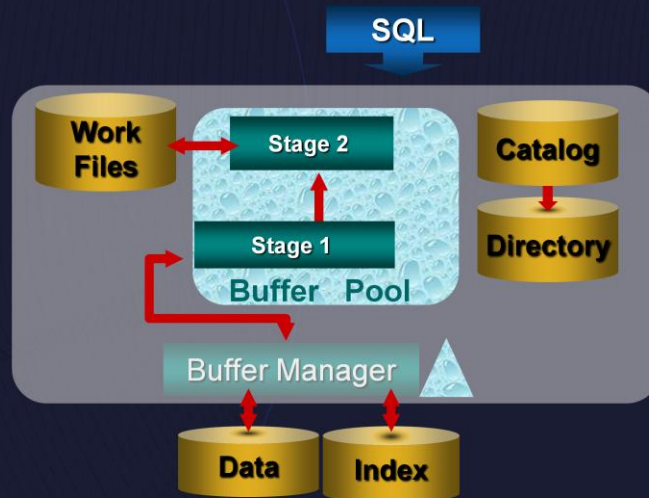 SQL
Work
Files
Stage 2
Catalog
Stage 1
Directory
Buffer Pool
Buffer Manager
Data
Index